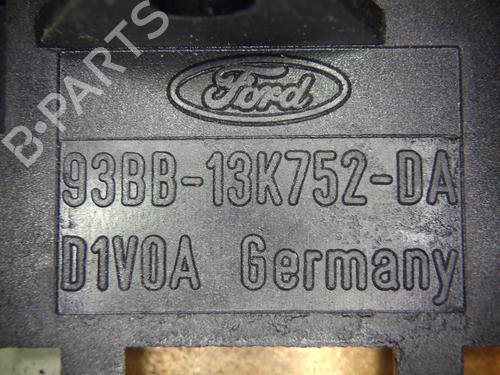 Ford
93BB-13K752-DA
D1V0A Germany
B-PARTS